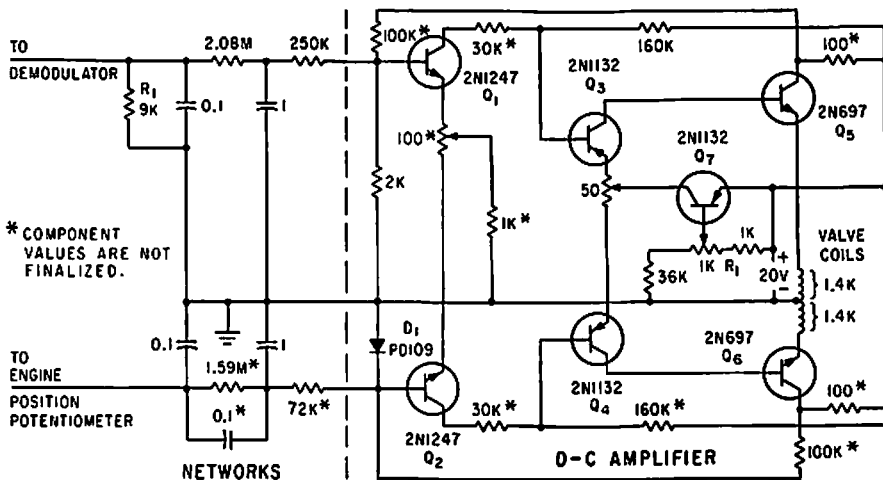 TO
DEMODULATOR
2.08M
250K
R1
9K
0.1
1
100K*
30K*
160K
100*
2N1247
Q1
2N1132
Q3
2N697
Q5
100*
2K
1K*
50
2N1132
Q7
1K
1K R1
36K
+
20V
-
VALVE
COILS
1.4K
1.4K
* COMPONENT
VALUES ARE NOT
FINALIZED.
0.1
1
D1
PD109
TO
ENGINE
POSITION
POTENTIOMETER
1.59M*
72K*
0.1*
2N1247
Q2
30K*
2N1132
Q4
160K*
2N697
Q6
100*
100K*
NETWORKS
D-C AMPLIFIER